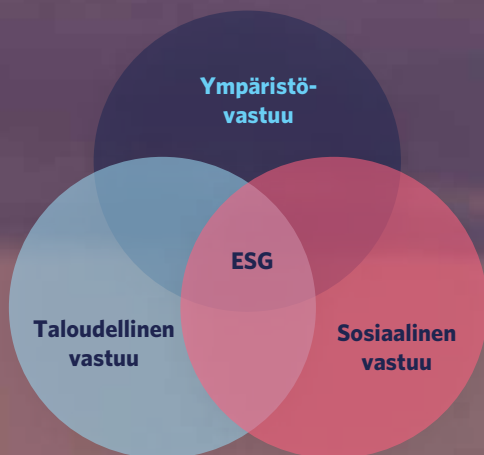 Ympäristö-
vastuu
ESG
Taloudellinen
vastuu
Sosiaalinen
vastuu